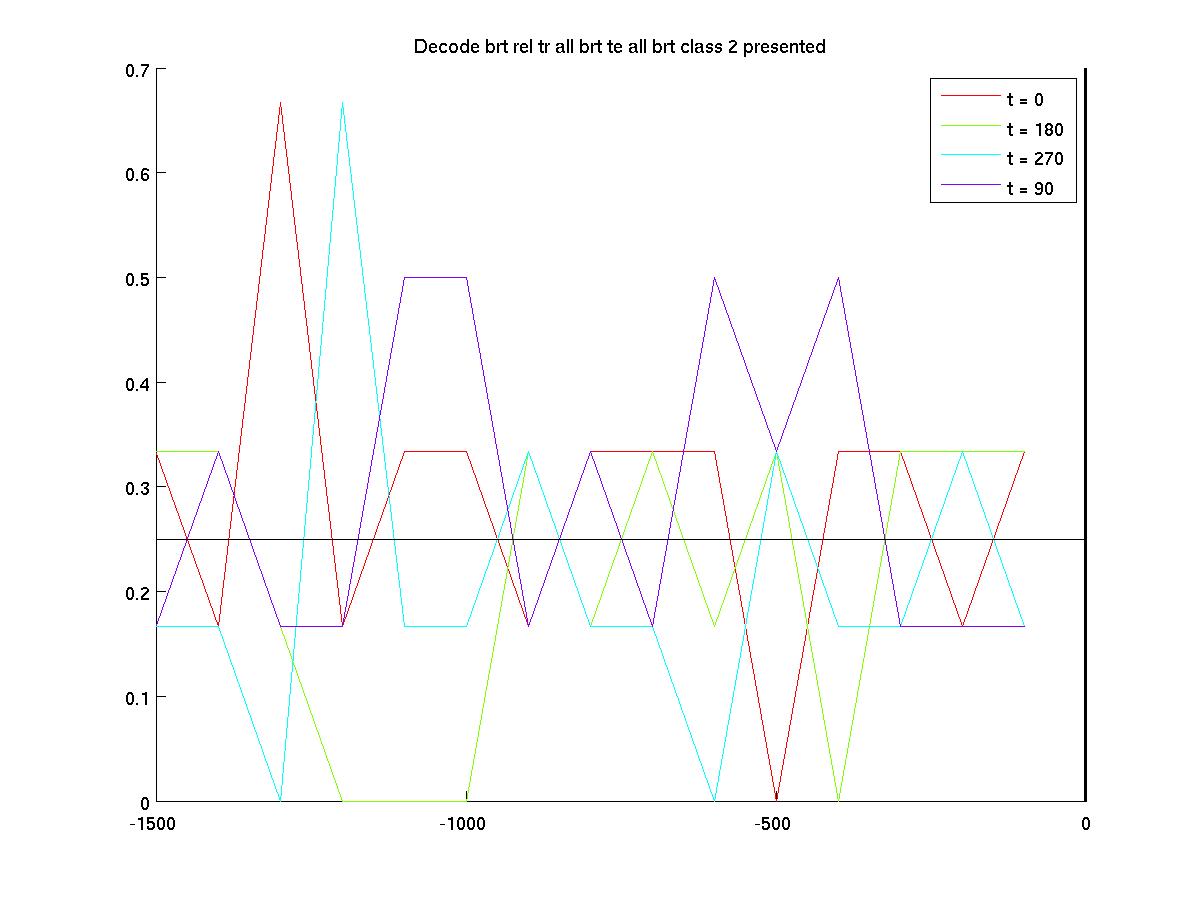 Decode brt rel tr all brt te all brt class 2 presented
0.7
0.6
0.5
0.4
0.3
0.2
0.1
0
-1500
-1000
-500
0
t = 0
t = 180
t = 270
t = 90